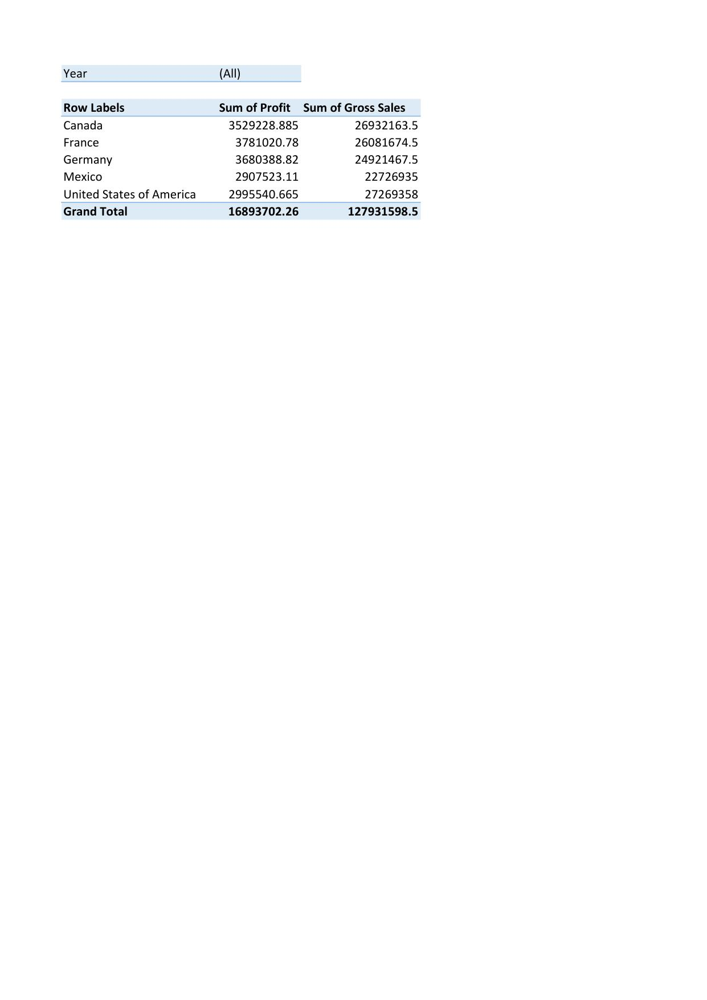 Year (All)
Row Labels Sum of Profit Sum of Gross Sales
Canada 3529228.885 26932163.5
France 3781020.78 26081674.5
Germany 3680388.82 24921467.5
Mexico 2907523.11 22726935
United States of America 2995540.665 27269358
Grand Total 16893702.26 127931598.5